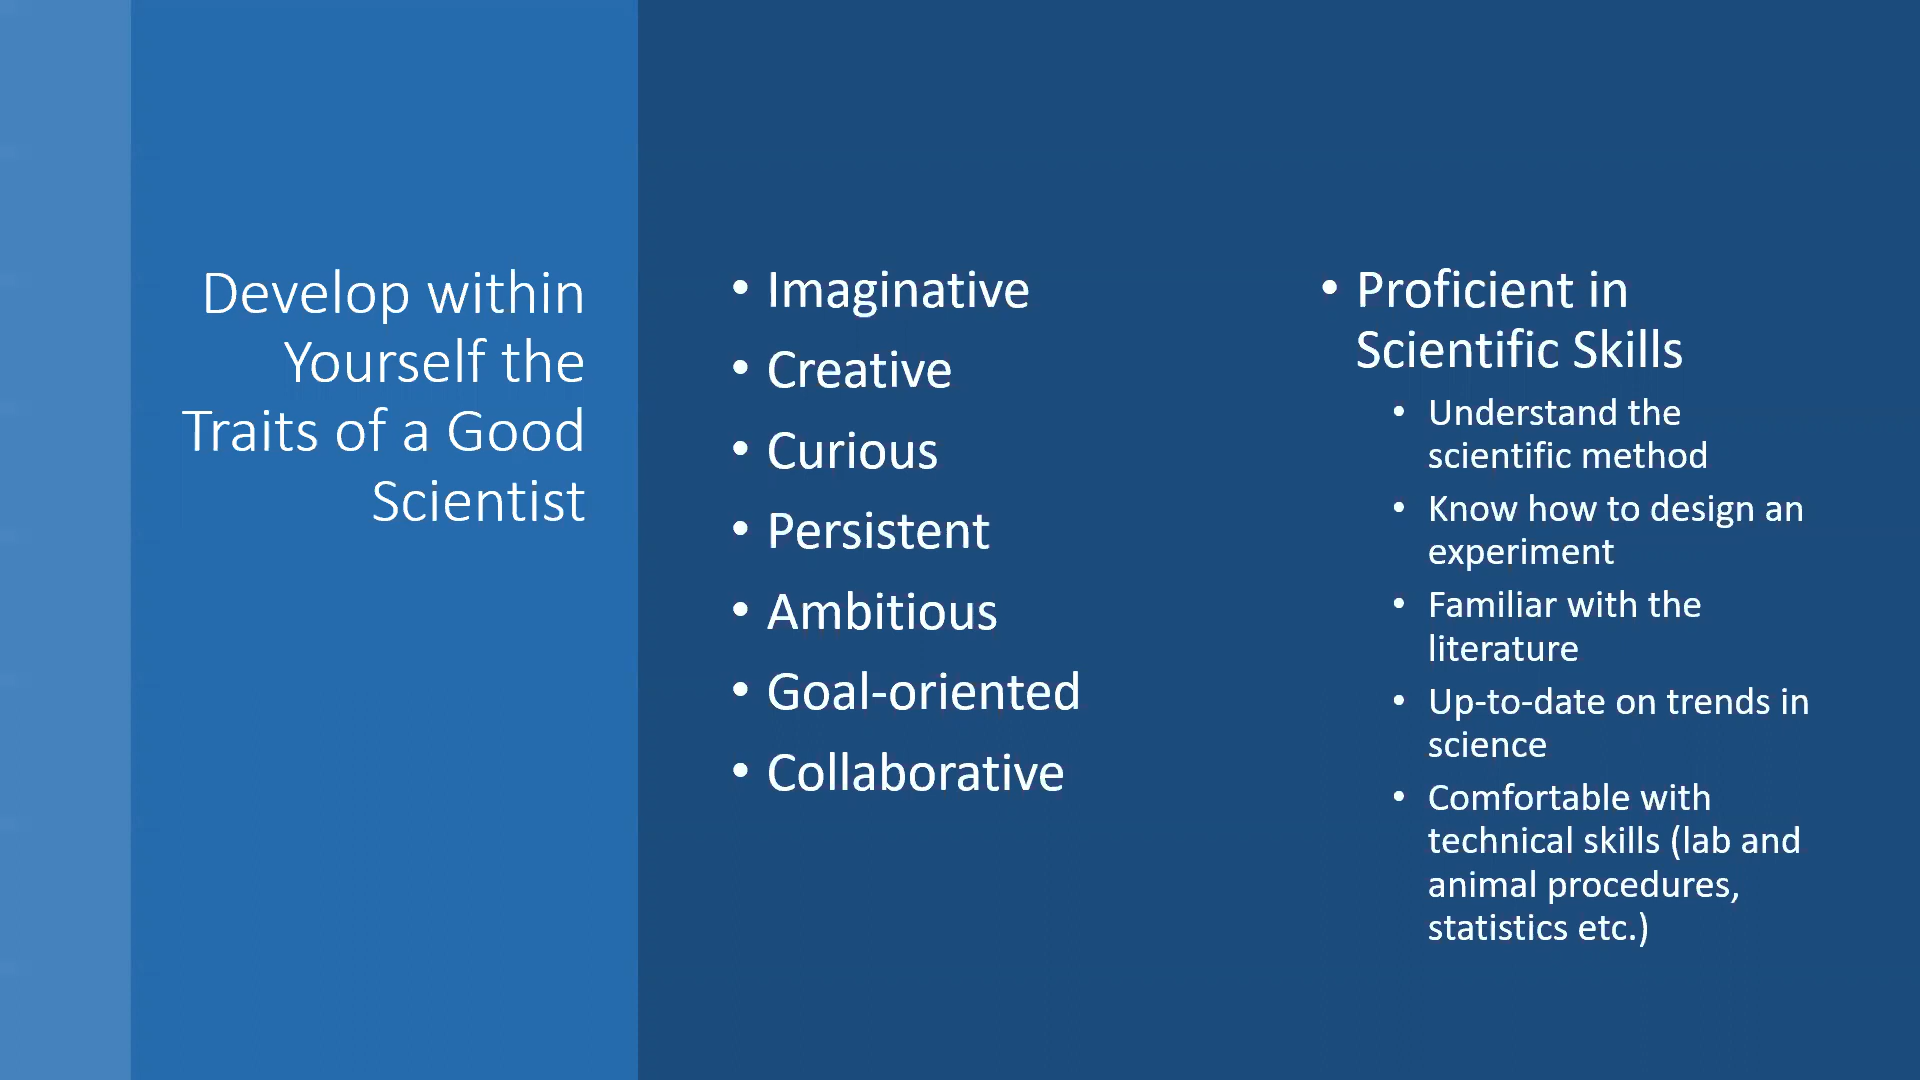 Develop within
Yourself the
Traits of a Good
Scientist
• Imaginative
• Creative
• Curious
• Persistent
• Ambitious
• Goal-oriented
• Collaborative
• Proficient in
Scientific Skills
• Understand the
scientific method
• Know how to design an
experiment
• Familiar with the
literature
• Up-to-date on trends in
science
• Comfortable with
technical skills (lab and
animal procedures,
statistics etc.)